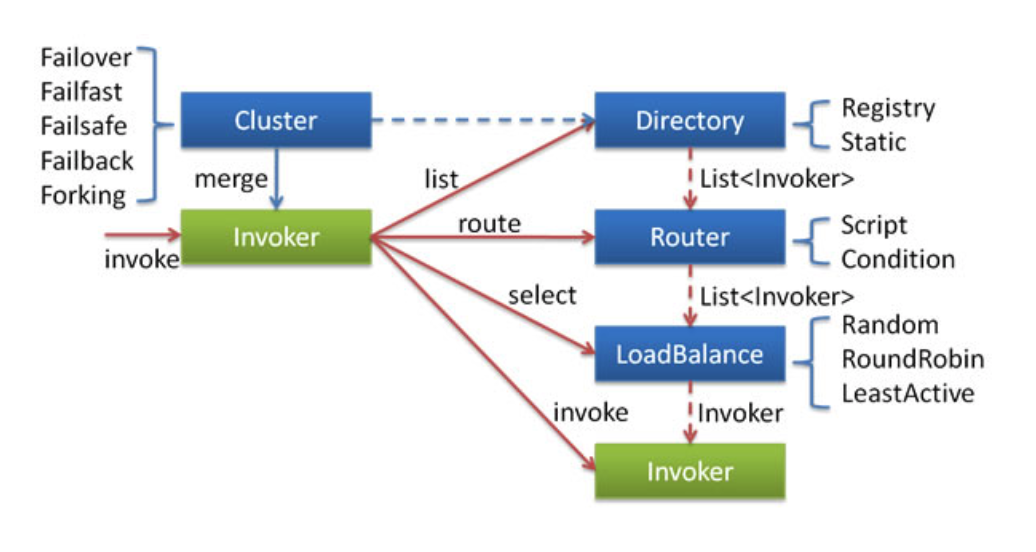 Failover
Failfast
Failsafe
Failback
Forking
Cluster
Directory
Registry
Static
merge
list
List<Invoker>
invoke
Invoker
route
Router
Script
Condition
select
List<Invoker>
LoadBalance
Random
RoundRobin
LeastActive
invoke
Invoker
Invoker